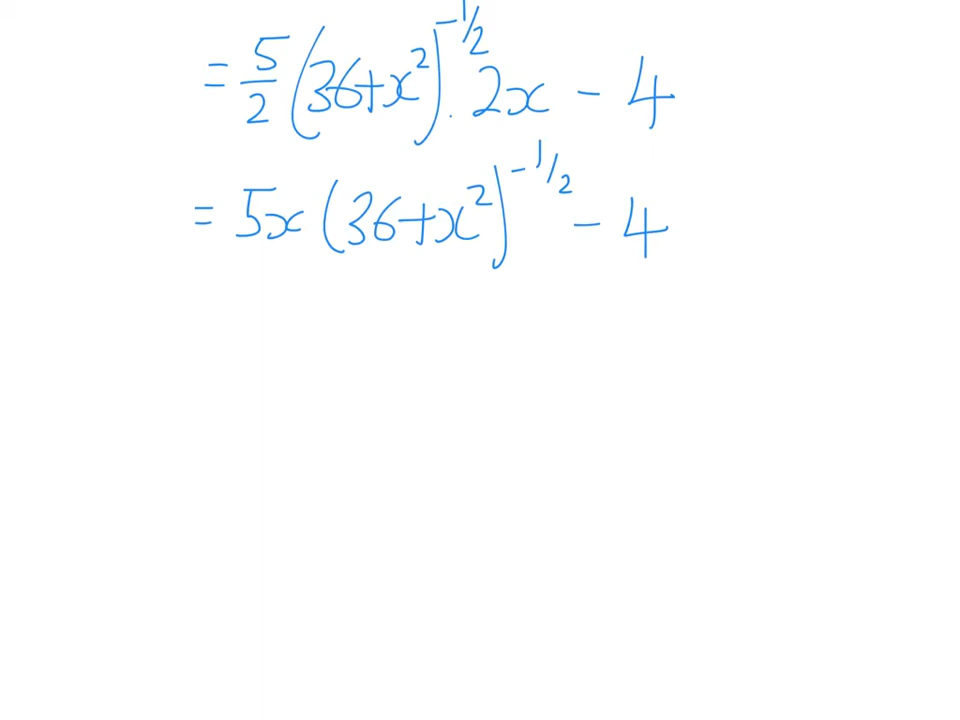 = 5/2 (36+x²)^-1/2 . 2x - 4
= 5x (36+x²)^-1/2 - 4